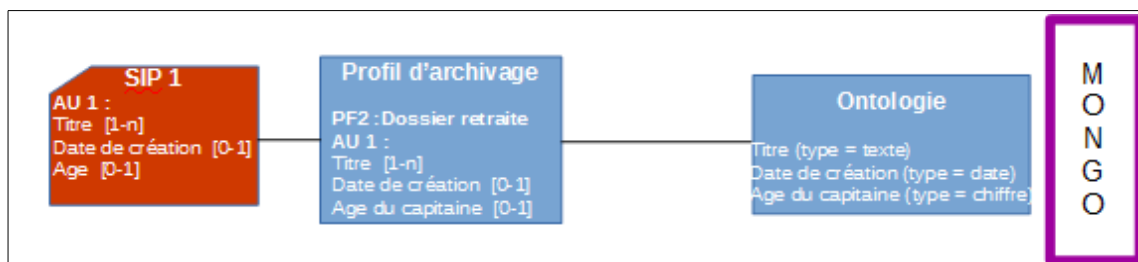 SIP 1
AU 1 :
Titre [1-n]
Date de création [0-1]
Age [0-1]
Profil d'archivage
PF2 : Dossier retraite
AU 1 :
Titre [1-n]
Date de création [0-1]
Age du capitaine [0-1]
Ontologie
Titre (type = texte)
Date de création (type = date)
Age du capitaine (type = chiffre)
M
O
N
G
O